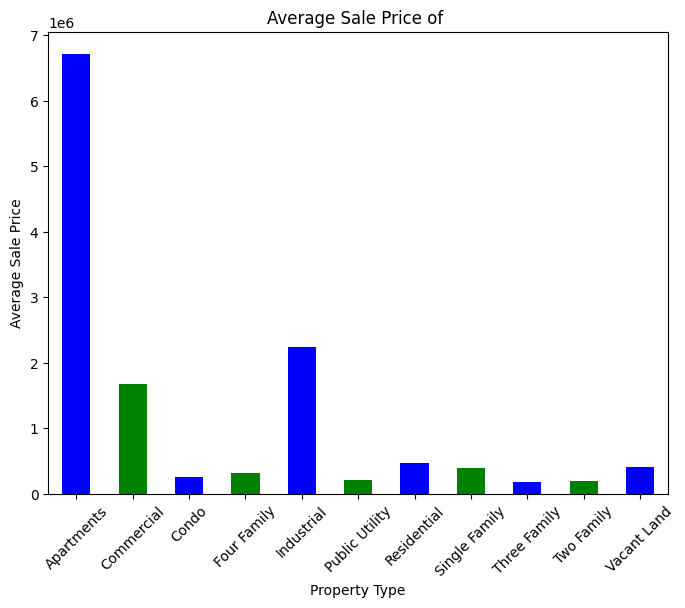 Average Sale Price of
1e6
7
6
5
4
3
2
1
0
Average Sale Price
Apartments
Commercial
Condo
Four Family
Industrial
Public Utility
Residential
Single Family
Three Family
Two Family
Vacant Land
Property Type